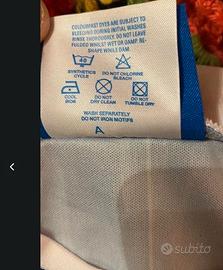 COLOURFAST DYES ARE SUBJECT TO
BLEEDING DURING INITIAL WASHES
RINSE THOROUGHLY. DO NOT LEAVE
FOLDED WHILST WET OR DAMP. RE-
SHAPE WHILE DAM.
40
SYNTHETICS
CYCLE
DO NOT CHLORINE
BLEACH
COOL
IRON
DO NOT
DRY CLEAN
DO NOT
TUMBLE DRY
WASH SEPARATELY
DO NOT IRON MOTIFS
A
subito